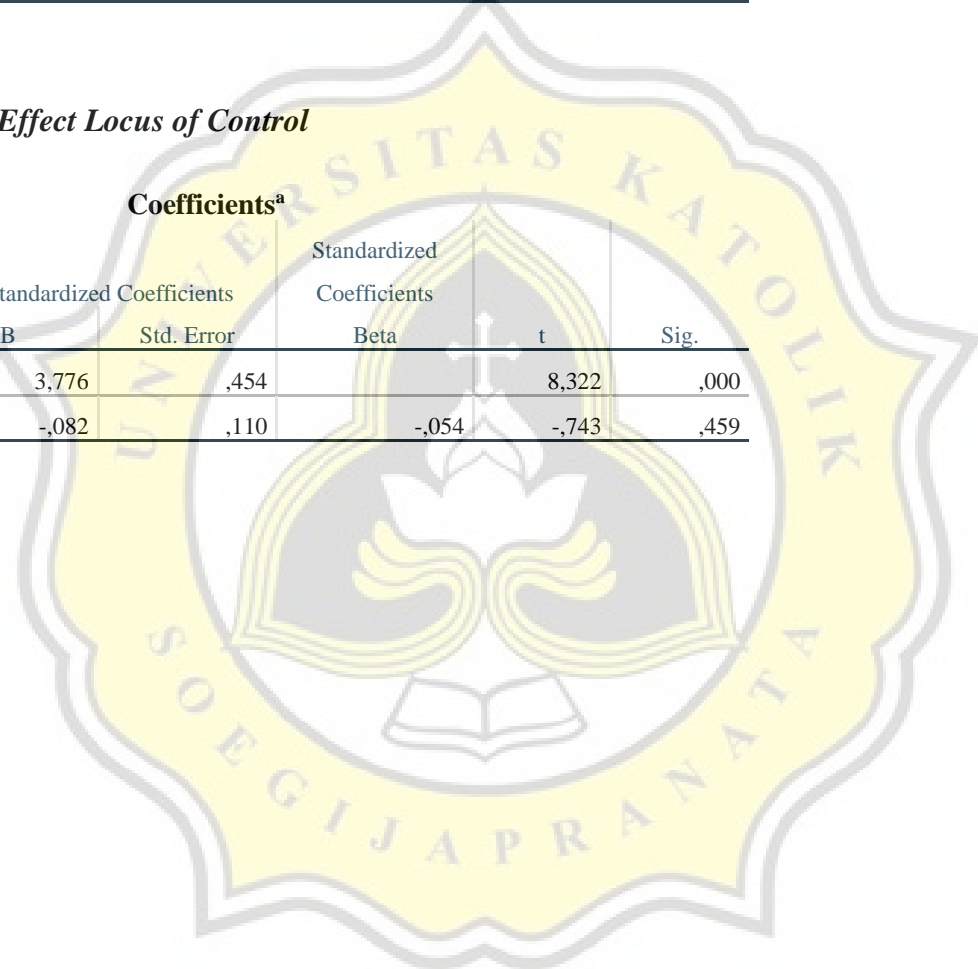 Effect Locus of Control
Coefficientsa
Standardized
tandardized Coefficients Coefficients
B Std. Error Beta t Sig.
3,776 ,454 8,322 ,000
-,082 ,110 -,054 -,743 ,459
UNIVERSITAS KATOLIK
SOEGIJAPRANATA